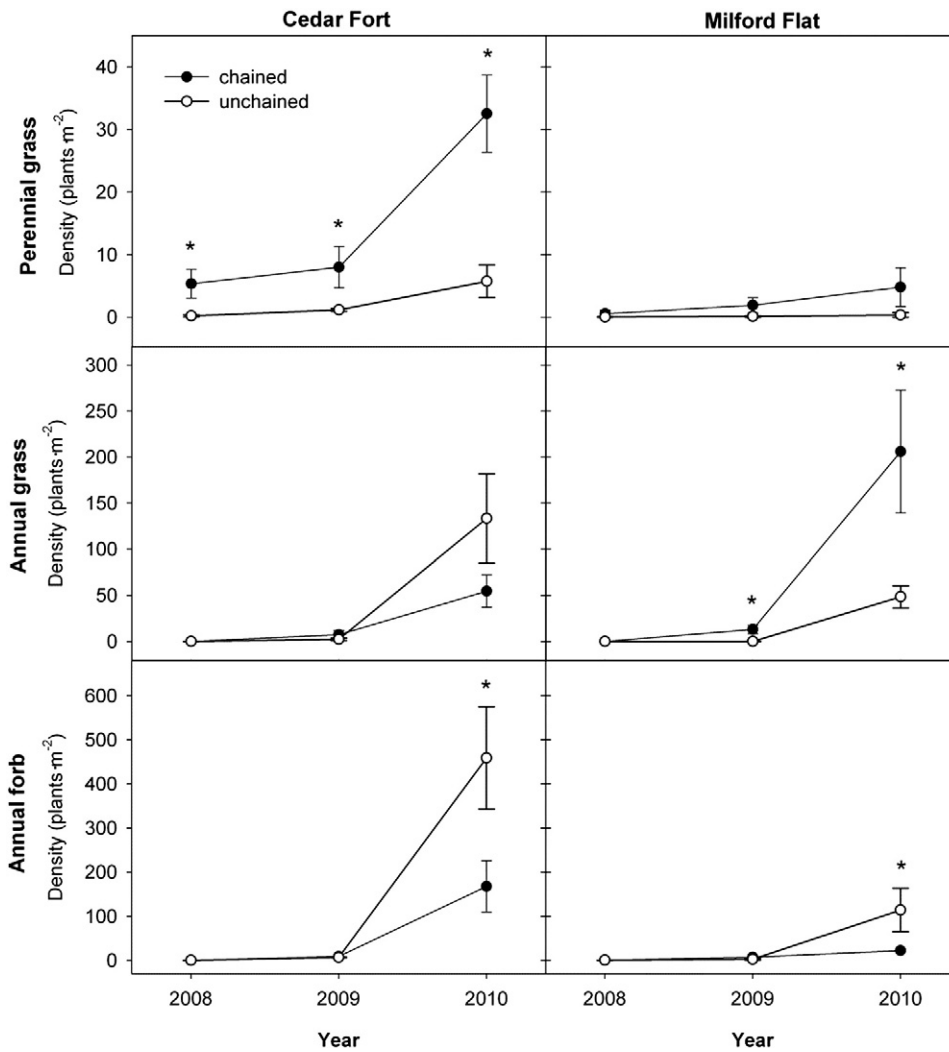 Cedar Fort
Milford Flat
chained
unchained
Perennial grass
Density (plants·m⁻²)
40
30
20
10
0
*
*
*
Annual grass
Density (plants·m⁻²)
300
250
200
150
100
50
0
*
*
Annual forb
Density (plants·m⁻²)
600
500
400
300
200
100
0
*
*
2008 2009 2010
2008 2009 2010
Year
Year